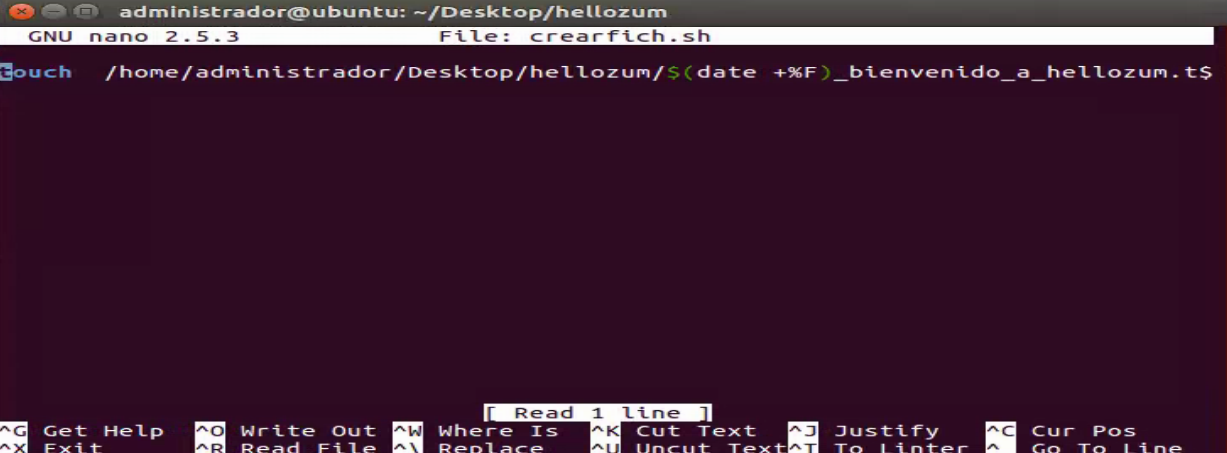 administrador@ubuntu: ~/Desktop/hellozum
GNU nano 2.5.3 File: crearfich.sh
touch /home/administrador/Desktop/hellozum/$(date +%F)_bienvenido_a_hellozum.t$
[ Read 1 line ]
^G Get Help ^O Write Out ^W Where Is ^K Cut Text ^J Justify ^C Cur Pos
^X Exit ^R Read File ^\ Replace ^U Uncut Text ^T To Linter ^_ Go To Line